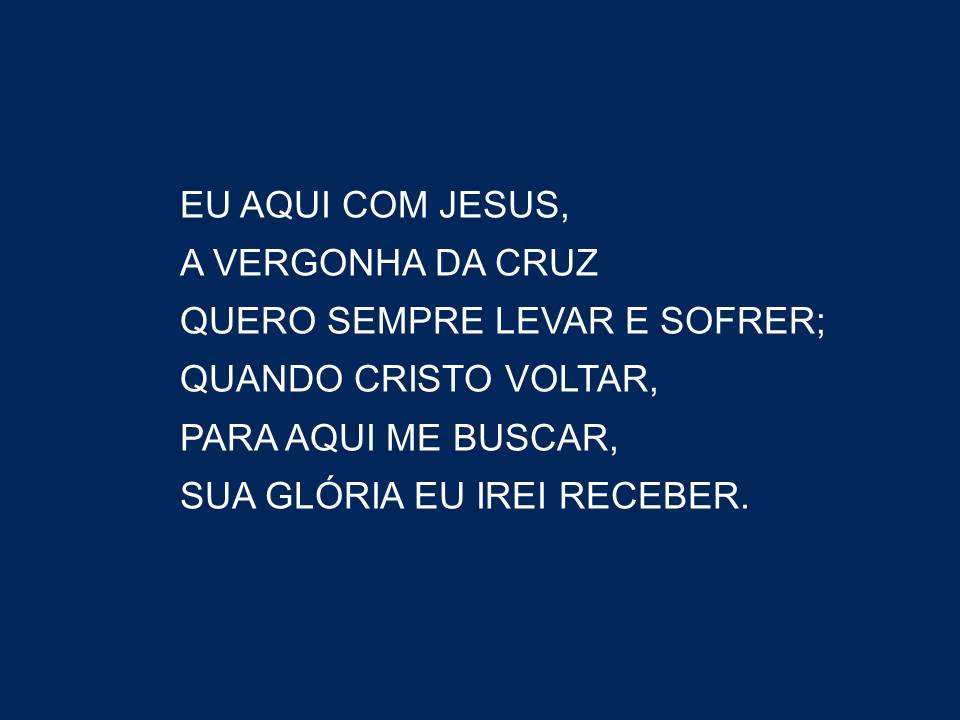 EU AQUI COM JESUS,
A VERGONHA DA CRUZ
QUERO SEMPRE LEVAR E SOFRER;
QUANDO CRISTO VOLTAR,
PARA AQUI ME BUSCAR,
SUA GLÓRIA EU IREI RECEBER.